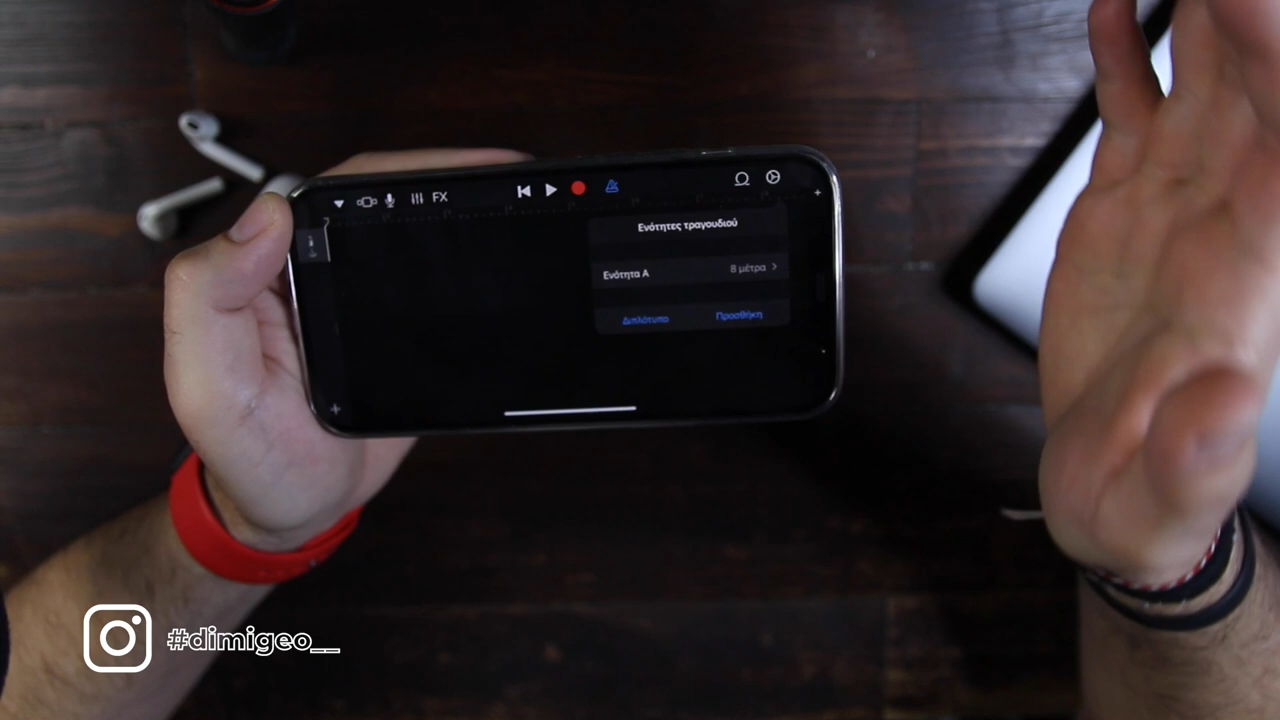 FX
Ενότητες τραγουδιού
Ενότητα Α
8 μέτρα
Διπλότυπο
Προσθήκη
#dimigeo__